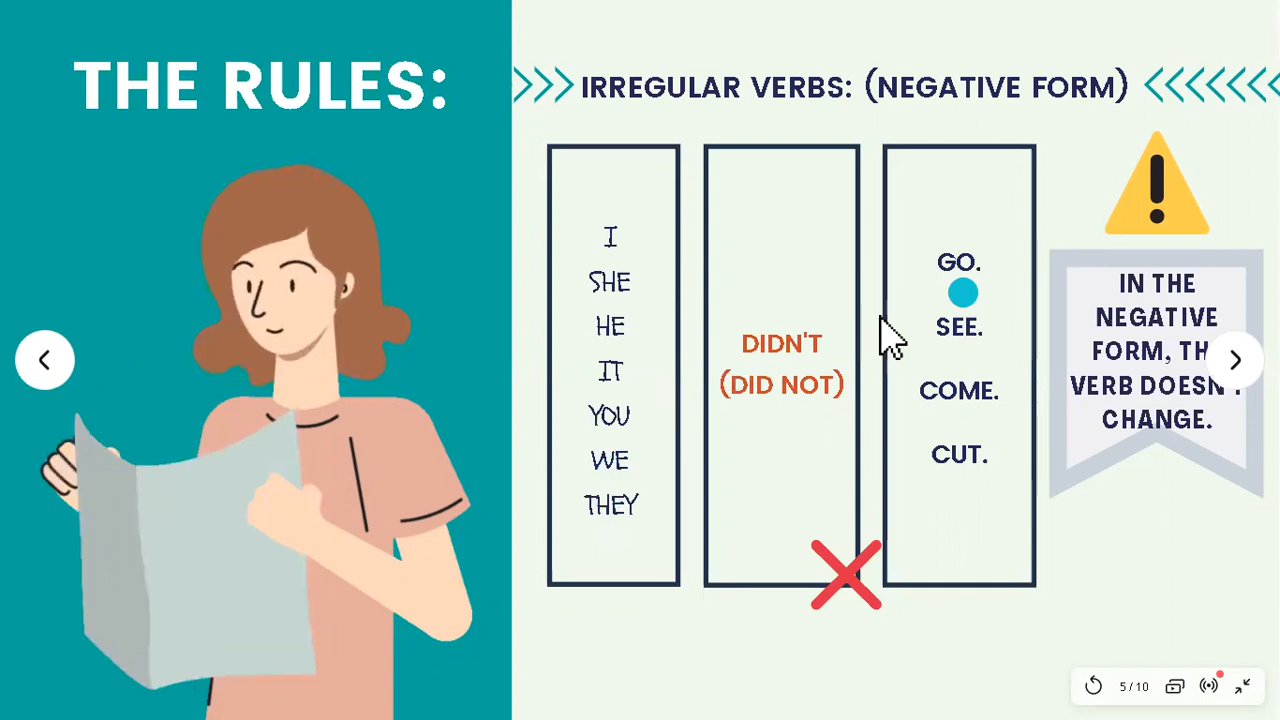 THE RULES:
IRREGULAR VERBS: (NEGATIVE FORM)
I
SHE
HE
IT
YOU
WE
THEY
DIDN'T
(DID NOT)
GO.
SEE.
COME.
CUT.
IN THE
NEGATIVE
FORM, TH
VERB DOESN'T
CHANGE.
5/10